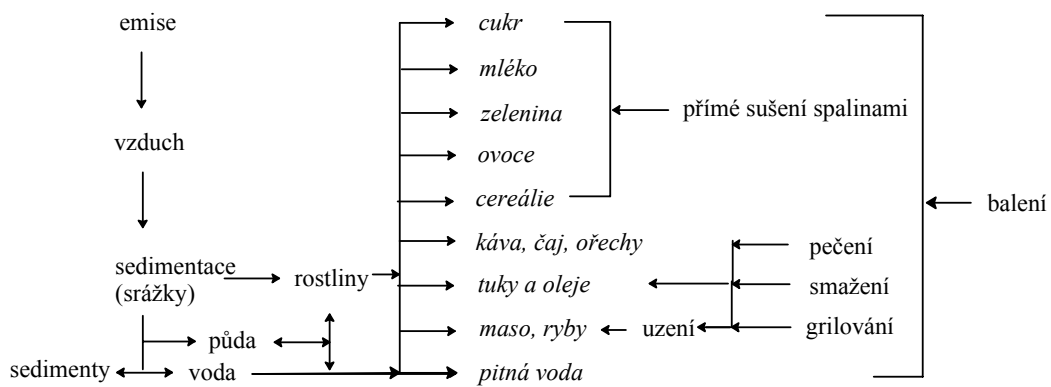 emise
vzduch
sedimentace
(srážky)
rostliny
půda
sedimenty
voda
cukr
mléko
zelenina
ovoce
cereálie
káva, čaj, ořechy
tuky a oleje
maso, ryby
pitná voda
přímé sušení spalinami
uzení
pečení
smažení
grilování
balení